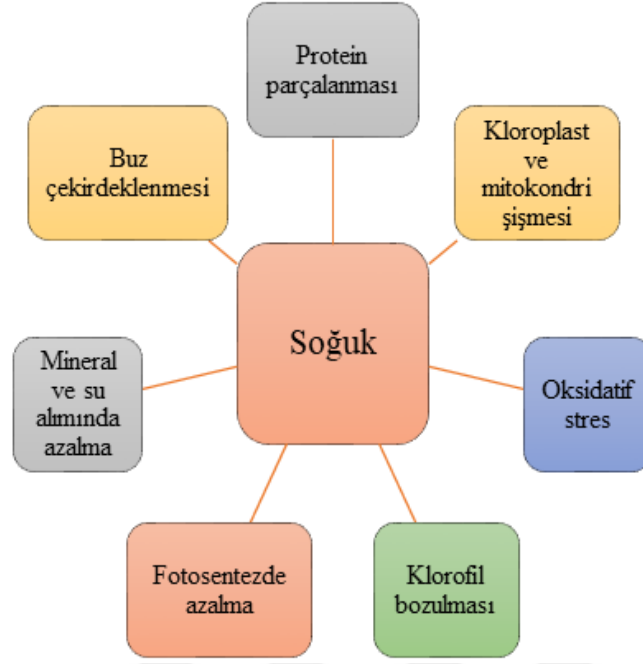 Protein
parçalanması
Buz
çekirdeklenmesi
Kloroplast
ve
mitokondri
şişmesi
Soğuk
Mineral
ve su
alımında
azalma
Oksidatif
stres
Fotosentezde
azalma
Klorofil
bozulması